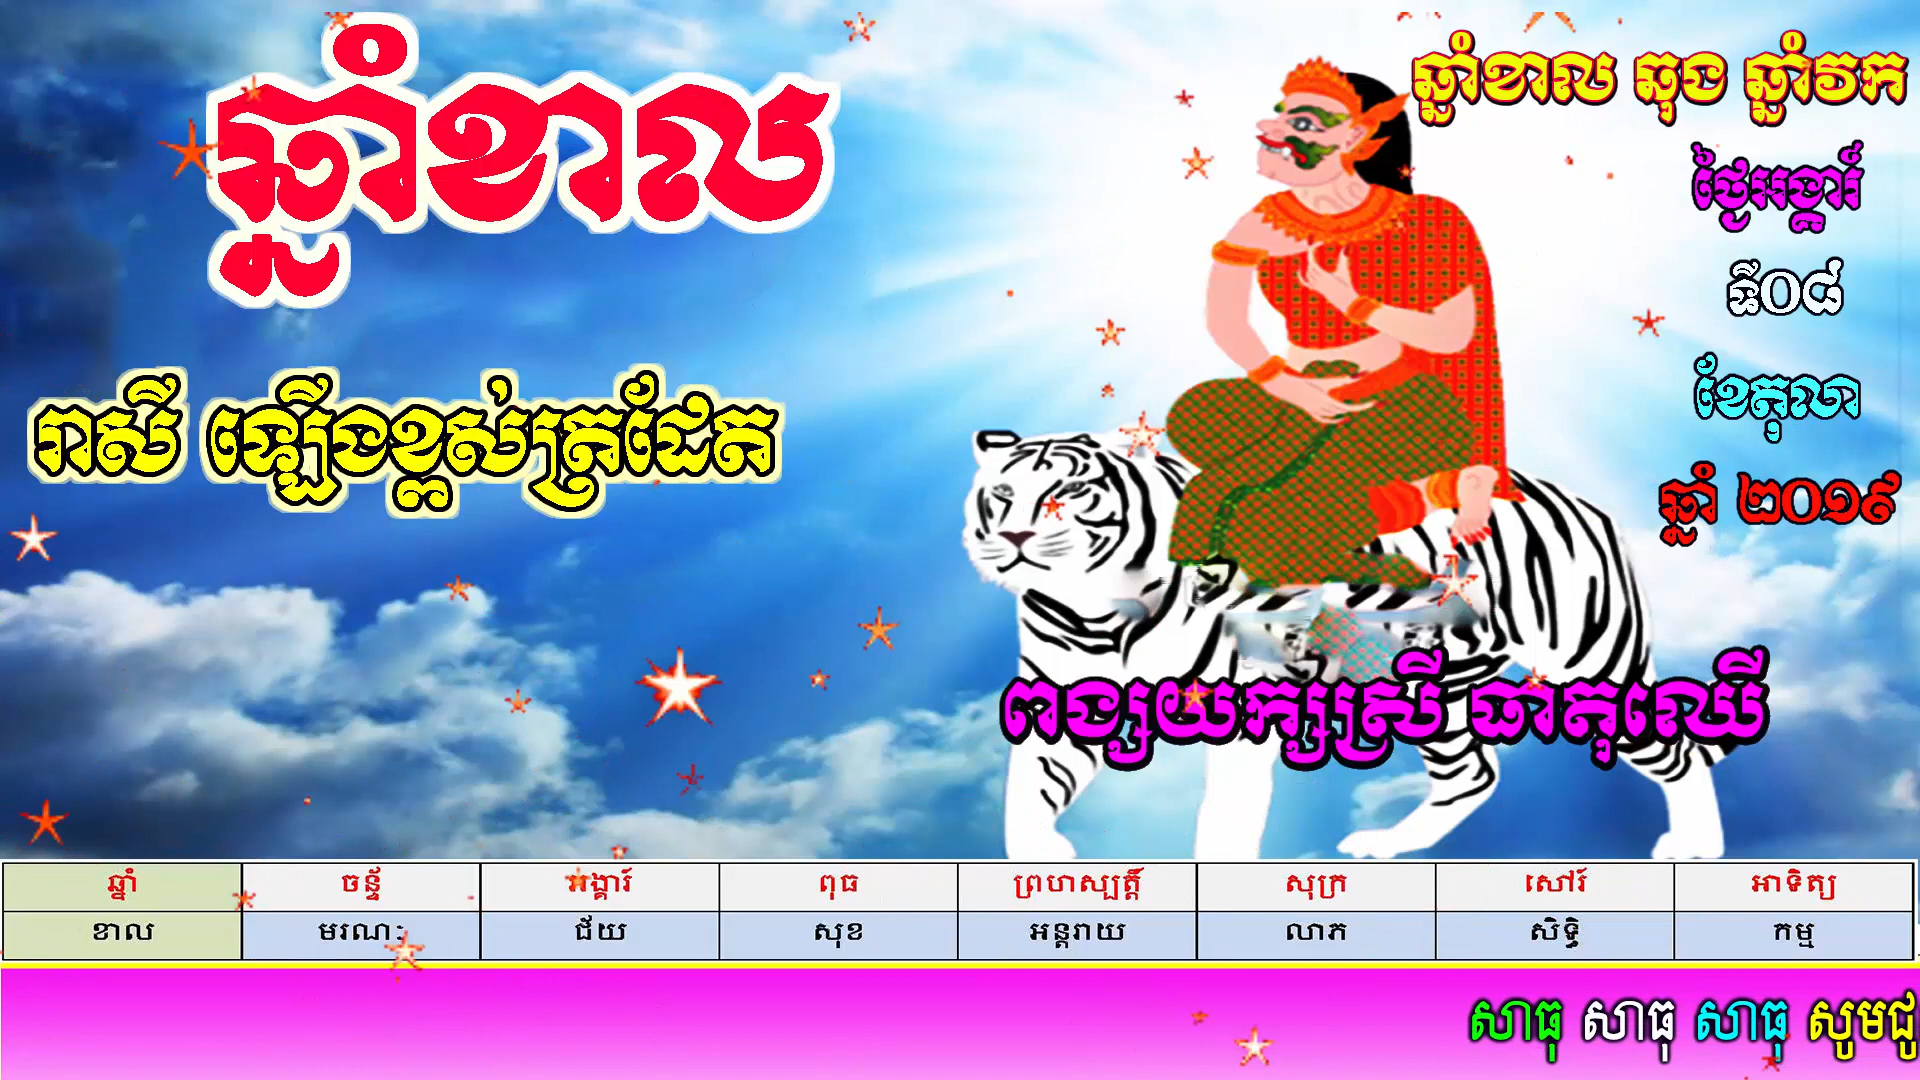 ឆ្នាំខាល
ឆ្នាំខាល ឆុង ឆ្នាំវក
ថ្ងៃអង្គារ៍
ទី០៨
ខែតុលា
ឆ្នាំ ២០១៩
រាសី ឡើងខ្ពស់ត្រដែត
ពង្សយក្សស្រី ធាតុឈើ
ឆ្នាំ ចន្ទ័ អង្គារ៍ ពុធ ព្រហស្បត្តិ៍ សុក្រ សៅរ៍ អាទិត្យ
ខាល មរណៈ ជ័យ សុខ អន្តរាយ លាភ សិទ្ធិ កម្ម
សាធុ សាធុ សាធុ សូមជូ